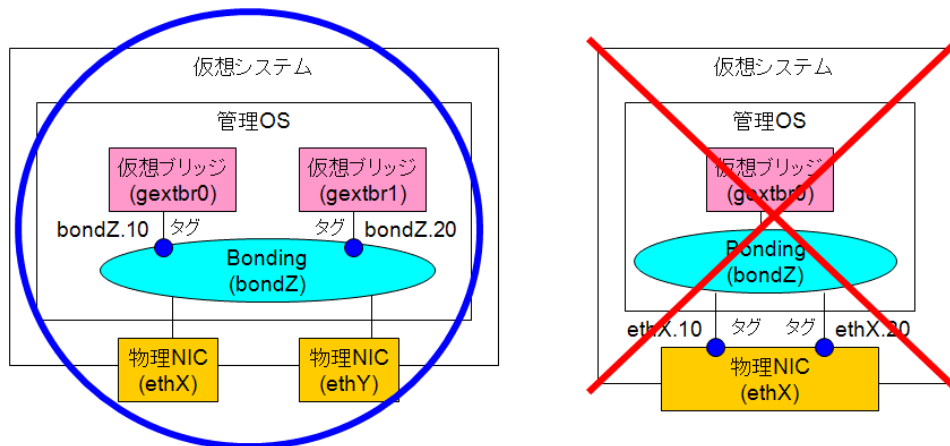 仮想システム
管理OS
仮想ブリッジ
(gextbr0)
仮想ブリッジ
(gextbr1)
bondZ.10
タグ
タグ
bondZ.20
Bonding
(bondZ)
物理NIC
(ethX)
物理NIC
(ethY)
仮想システム
管理OS
仮想ブリッジ
(gextbr0)
Bonding
(bondZ)
ethX.10
タグ
タグ
ethX.20
物理NIC
(ethX)